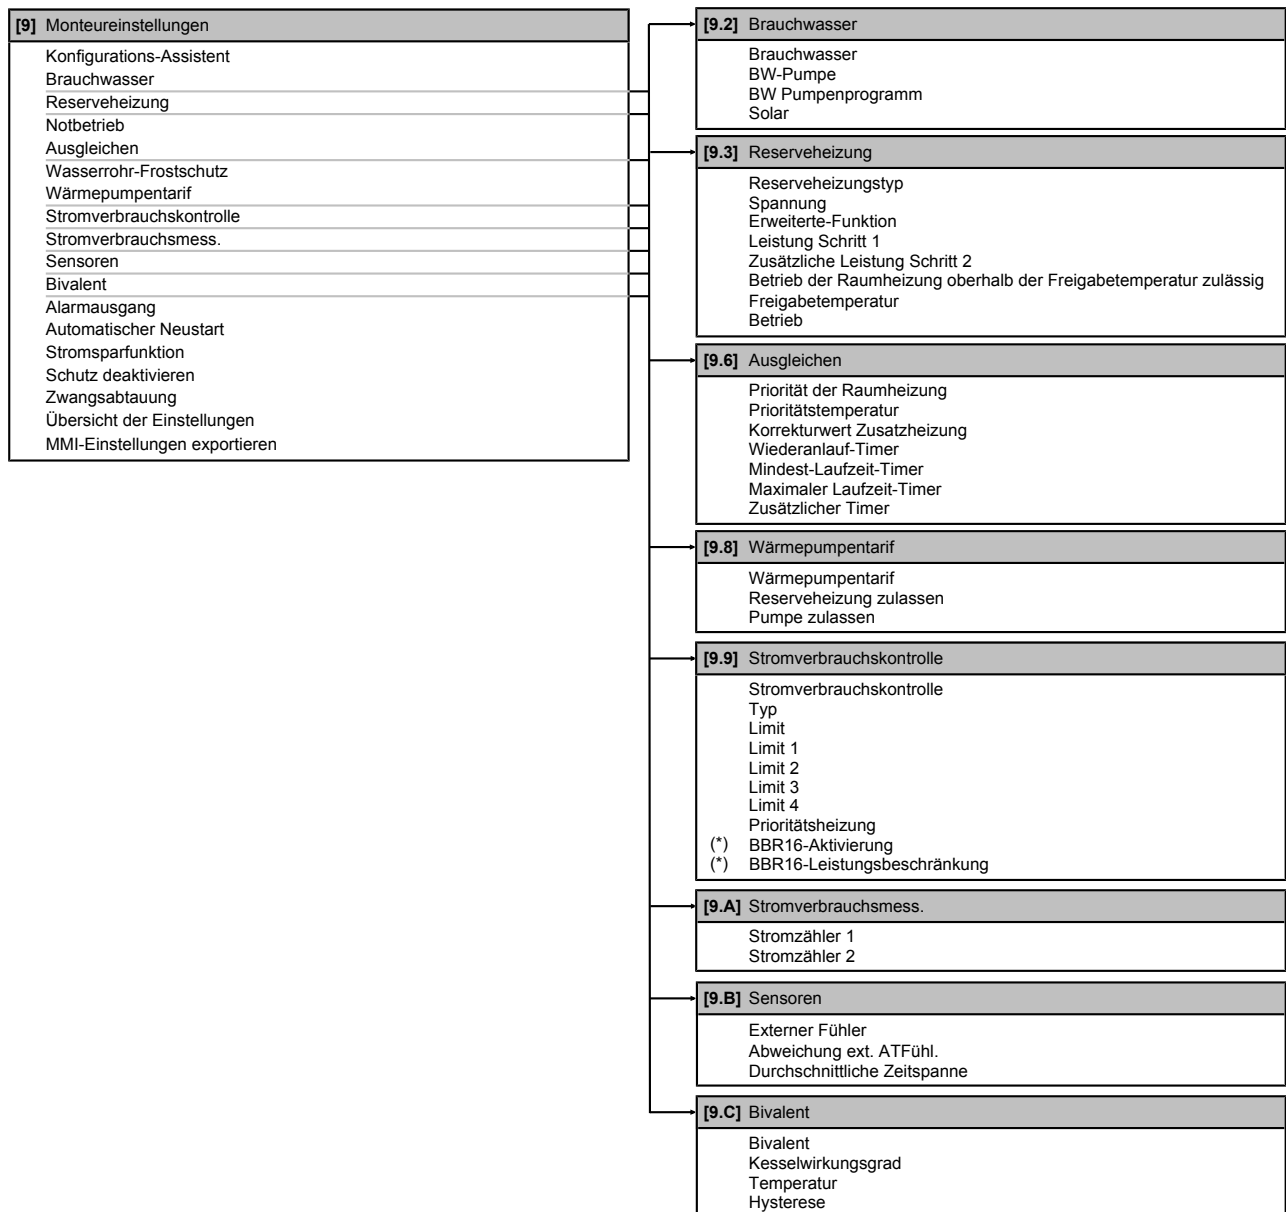 [9] Monteureinstellungen
Konfigurations-Assistent
Brauchwasser
Reserveheizung
Notbetrieb
Ausgleichen
Wasserrohr-Frostschutz
Wärmepumpentarif
Stromverbrauchskontrolle
Stromverbrauchsmess.
Sensoren
Bivalent
Alarmausgang
Automatischer Neustart
Stromsparfunktion
Schutz deaktivieren
Zwangsabtauung
Übersicht der Einstellungen
MMI-Einstellungen exportieren
[9.2] Brauchwasser
Brauchwasser
BW-Pumpe
BW Pumpenprogramm
Solar
[9.3] Reserveheizung
Reserveheizungstyp
Spannung
Erweiterte-Funktion
Leistung Schritt 1
Zusätzliche Leistung Schritt 2
Betrieb der Raumheizung oberhalb der Freigabetemperatur zulässig
Freigabetemperatur
Betrieb
[9.6] Ausgleichen
Priorität der Raumheizung
Prioritätstemperatur
Korrekturwert Zusatzheizung
Wiederanlauf-Timer
Mindest-Laufzeit-Timer
Maximaler Laufzeit-Timer
Zusätzlicher Timer
[9.8] Wärmepumpentarif
Wärmepumpentarif
Reserveheizung zulassen
Pumpe zulassen
[9.9] Stromverbrauchskontrolle
Stromverbrauchskontrolle
Typ
Limit
Limit 1
Limit 2
Limit 3
Limit 4
Prioritätsheizung
(*) BBR16-Aktivierung
(*) BBR16-Leistungsbeschränkung
[9.A] Stromverbrauchsmess.
Stromzähler 1
Stromzähler 2
[9.B] Sensoren
Externer Fühler
Abweichung ext. ATFühl.
Durchschnittliche Zeitspanne
[9.C] Bivalent
Bivalent
Kesselwirkungsgrad
Temperatur
Hysterese